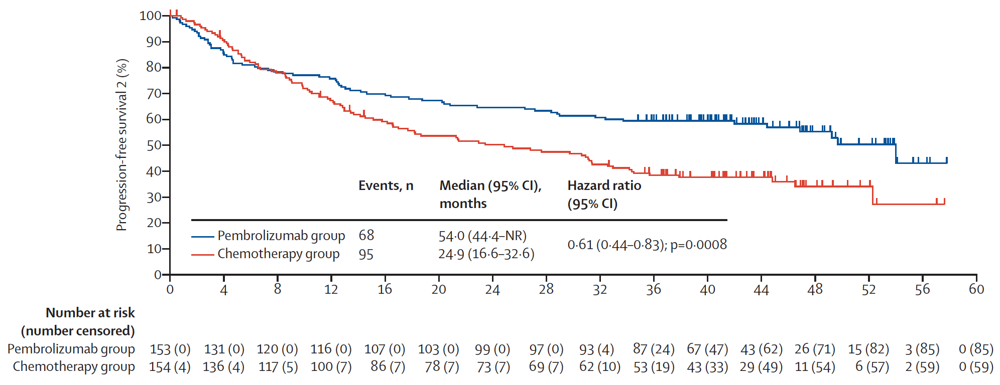 Progression-free survival 2 (%)
100
90
80
70
60
50
40
30
20
10
0
Events, n Median (95% CI), months Hazard ratio (95% CI)
Pembrolizumab group 68 54·0 (44·4–NR)
Chemotherapy group 95 24·9 (16·6–32·6)
0·61 (0·44–0·83); p=0·0008
0 4 8 12 16 20 24 28 32 36 40 44 48 52 56 60
Number at risk
(number censored)
Pembrolizumab group 153 (0) 131 (0) 120 (0) 116 (0) 107 (0) 103 (0) 99 (0) 97 (0) 93 (4) 87 (24) 67 (47) 43 (62) 26 (71) 15 (82) 3 (85) 0 (85)
Chemotherapy group 154 (4) 136 (4) 117 (5) 100 (7) 86 (7) 78 (7) 73 (7) 69 (7) 62 (10) 53 (19) 43 (33) 29 (49) 11 (54) 6 (57) 2 (59) 0 (59)